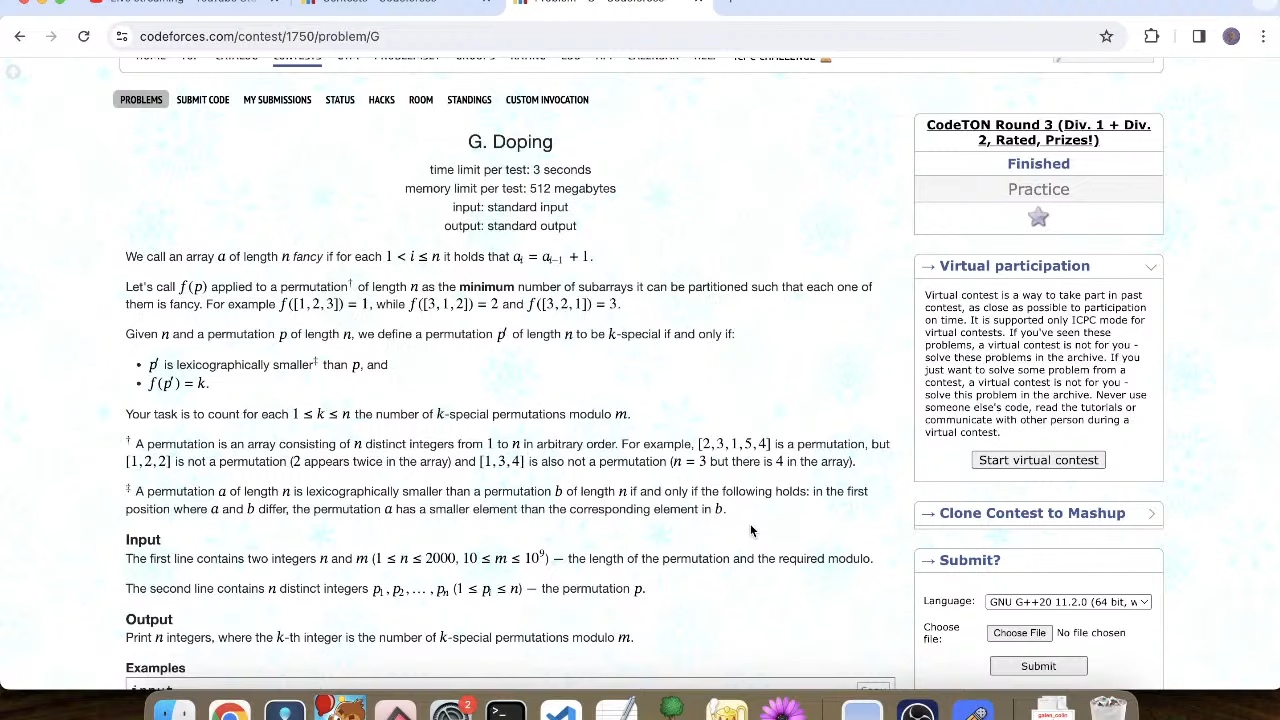 codeforces.com/contest/1750/problem/G
PROBLEMS SUBMIT CODE MY SUBMISSIONS STATUS HACKS ROOM STANDINGS CUSTOM INVOCATION
G. Doping
time limit per test: 3 seconds
memory limit per test: 512 megabytes
input: standard input
output: standard output
We call an array a of length n fancy if for each 1 < i ≤ n it holds that aᵢ = aᵢ₋₁ + 1.
Let's call f(p) applied to a permutation† of length n as the minimum number of subarrays it can be partitioned such that each one of
them is fancy. For example f([1, 2, 3]) = 1, while f([3, 1, 2]) = 2 and f([3, 2, 1]) = 3.
Given n and a permutation p of length n, we define a permutation p′ of length n to be k-special if and only if:
• p′ is lexicographically smaller‡ than p, and
• f(p′) = k.
Your task is to count for each 1 ≤ k ≤ n the number of k-special permutations modulo m.
† A permutation is an array consisting of n distinct integers from 1 to n in arbitrary order. For example, [2, 3, 1, 5, 4] is a permutation, but
[1, 2, 2] is not a permutation (2 appears twice in the array) and [1, 3, 4] is also not a permutation (n = 3 but there is 4 in the array).
‡ A permutation a of length n is lexicographically smaller than a permutation b of length n if and only if the following holds: in the first
position where a and b differ, the permutation a has a smaller element than the corresponding element in b.
Input
The first line contains two integers n and m (1 ≤ n ≤ 2000, 10 ≤ m ≤ 10⁹) — the length of the permutation and the required modulo.
The second line contains n distinct integers p₁, p₂, … , pₙ (1 ≤ pᵢ ≤ n) — the permutation p.
Output
Print n integers, where the k-th integer is the number of k-special permutations modulo m.
Examples
CodeTON Round 3 (Div. 1 + Div.
2, Rated, Prizes!)
Finished
Practice
→ Virtual participation
Virtual contest is a way to take part in past
contest, as close as possible to participation
on time. It is supported only ICPC mode for
virtual contests. If you've seen these
problems, a virtual contest is not for you -
solve these problems in the archive. If you
just want to solve some problem from a
contest, a virtual contest is not for you -
solve this problem in the archive. Never use
someone else's code, read the tutorials or
communicate with other person during a
virtual contest.
Start virtual contest
→ Clone Contest to Mashup
→ Submit?
Language: GNU G++20 11.2.0 (64 bit, w
Choose
file:
Choose File No file chosen
Submit
2
galen_colin